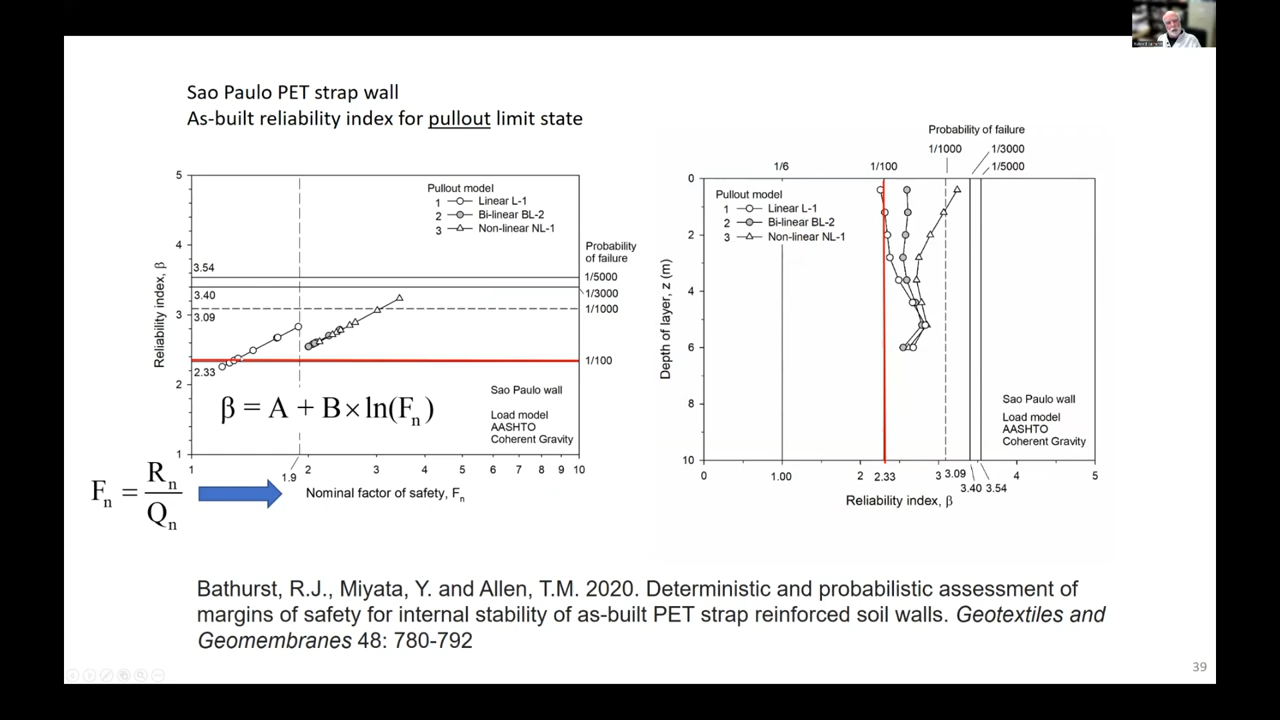 Sao Paulo PET strap wall
As-built reliability index for pullout limit state
5
4
3
2
1
Reliability index, β
3.54
3.40
3.09
2.33
Pullout model
1 Linear L-1
2 Bi-linear BL-2
3 Non-linear NL-1
Probability
of failure
1/5000
1/3000
1/1000
1/100
Sao Paulo wall
Load model
AASHTO
Coherent Gravity
β = A + B×ln(Fn)
1 1.9 2 3 4 5 6 7 8 9 10
Nominal factor of safety, Fn
Fn = Rn
Qn
Probability of failure
1/6 1/100 1/1000 1/3000
1/5000
0
2
4
6
8
10
Depth of layer, z (m)
Pullout model
1 Linear L-1
2 Bi-linear BL-2
3 Non-linear NL-1
Sao Paulo wall
Load model
AASHTO
Coherent Gravity
0 1.00 2 2.33 3 3.09 4 5
3.40 3.54
Reliability index, β
Bathurst, R.J., Miyata, Y. and Allen, T.M. 2020. Deterministic and probabilistic assessment of
margins of safety for internal stability of as-built PET strap reinforced soil walls. Geotextiles and
Geomembranes 48: 780-792
39